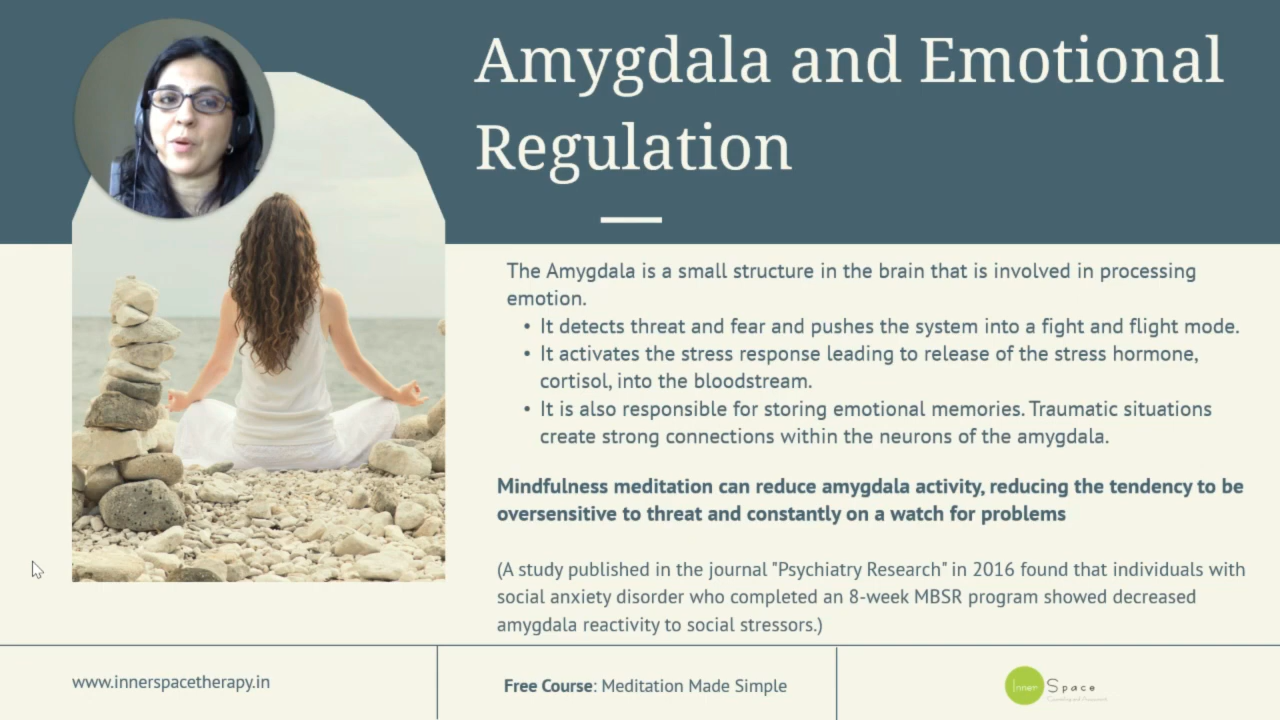 Amygdala and Emotional
Regulation
The Amygdala is a small structure in the brain that is involved in processing
emotion.
• It detects threat and fear and pushes the system into a fight and flight mode.
• It activates the stress response leading to release of the stress hormone,
cortisol, into the bloodstream.
• It is also responsible for storing emotional memories. Traumatic situations
create strong connections within the neurons of the amygdala.
Mindfulness meditation can reduce amygdala activity, reducing the tendency to be
oversensitive to threat and constantly on a watch for problems
(A study published in the journal "Psychiatry Research" in 2016 found that individuals with
social anxiety disorder who completed an 8-week MBSR program showed decreased
amygdala reactivity to social stressors.)
www.innerspacetherapy.in
Free Course: Meditation Made Simple
Inner Space